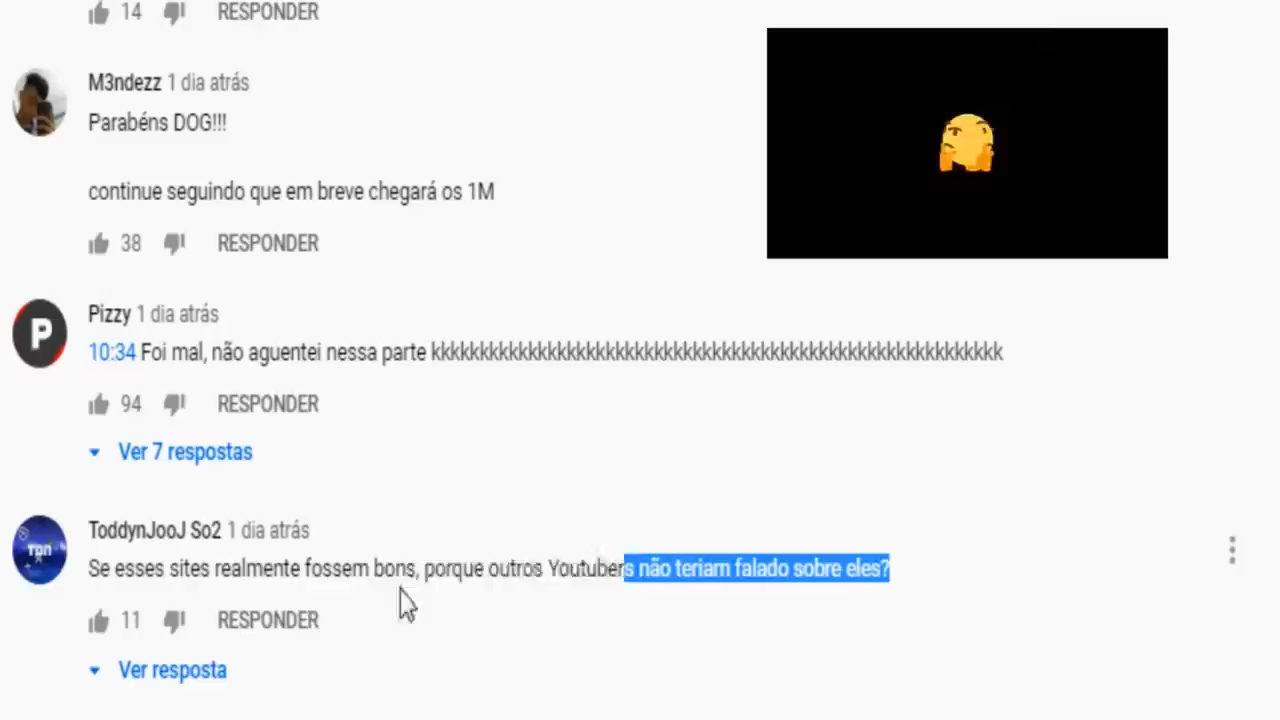 14 RESPONDER
M3ndezz 1 dia atrás
Parabéns DOG!!!
continue seguindo que em breve chegará os 1M
38 RESPONDER
P
Pizzy 1 dia atrás
10:34 Foi mal, não aguentei nessa parte kkkkkkkkkkkkkkkkkkkkkkkkkkkkkkkkkkkkkkkkkkkkkkkkkkkkkkkkkkk
94 RESPONDER
Ver 7 respostas
ToddynJooJ So2 1 dia atrás
Se esses sites realmente fossem bons, porque outros Youtubers não teriam falado sobre eles?
11 RESPONDER
Ver resposta